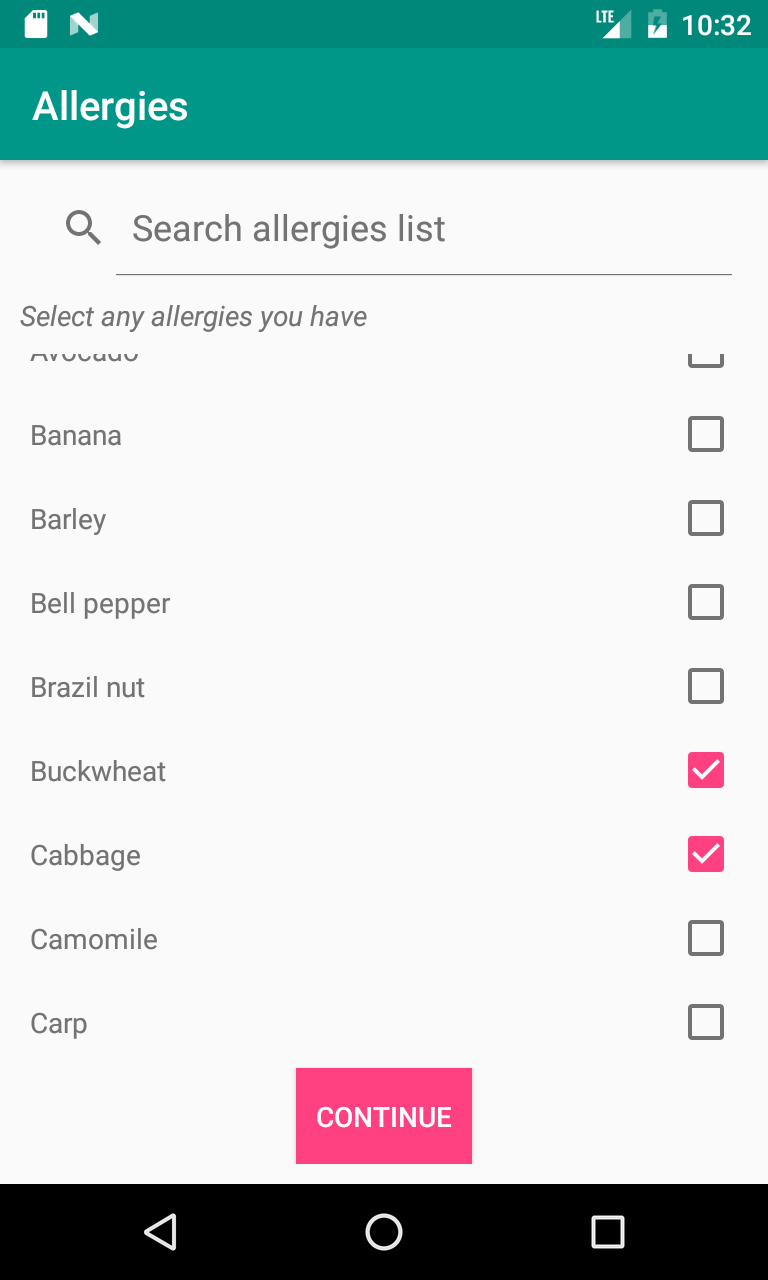 LTE 10:32
Allergies
Search allergies list
Select any allergies you have
Avocado
Banana
Barley
Bell pepper
Brazil nut
Buckwheat
Cabbage
Camomile
Carp
CONTINUE